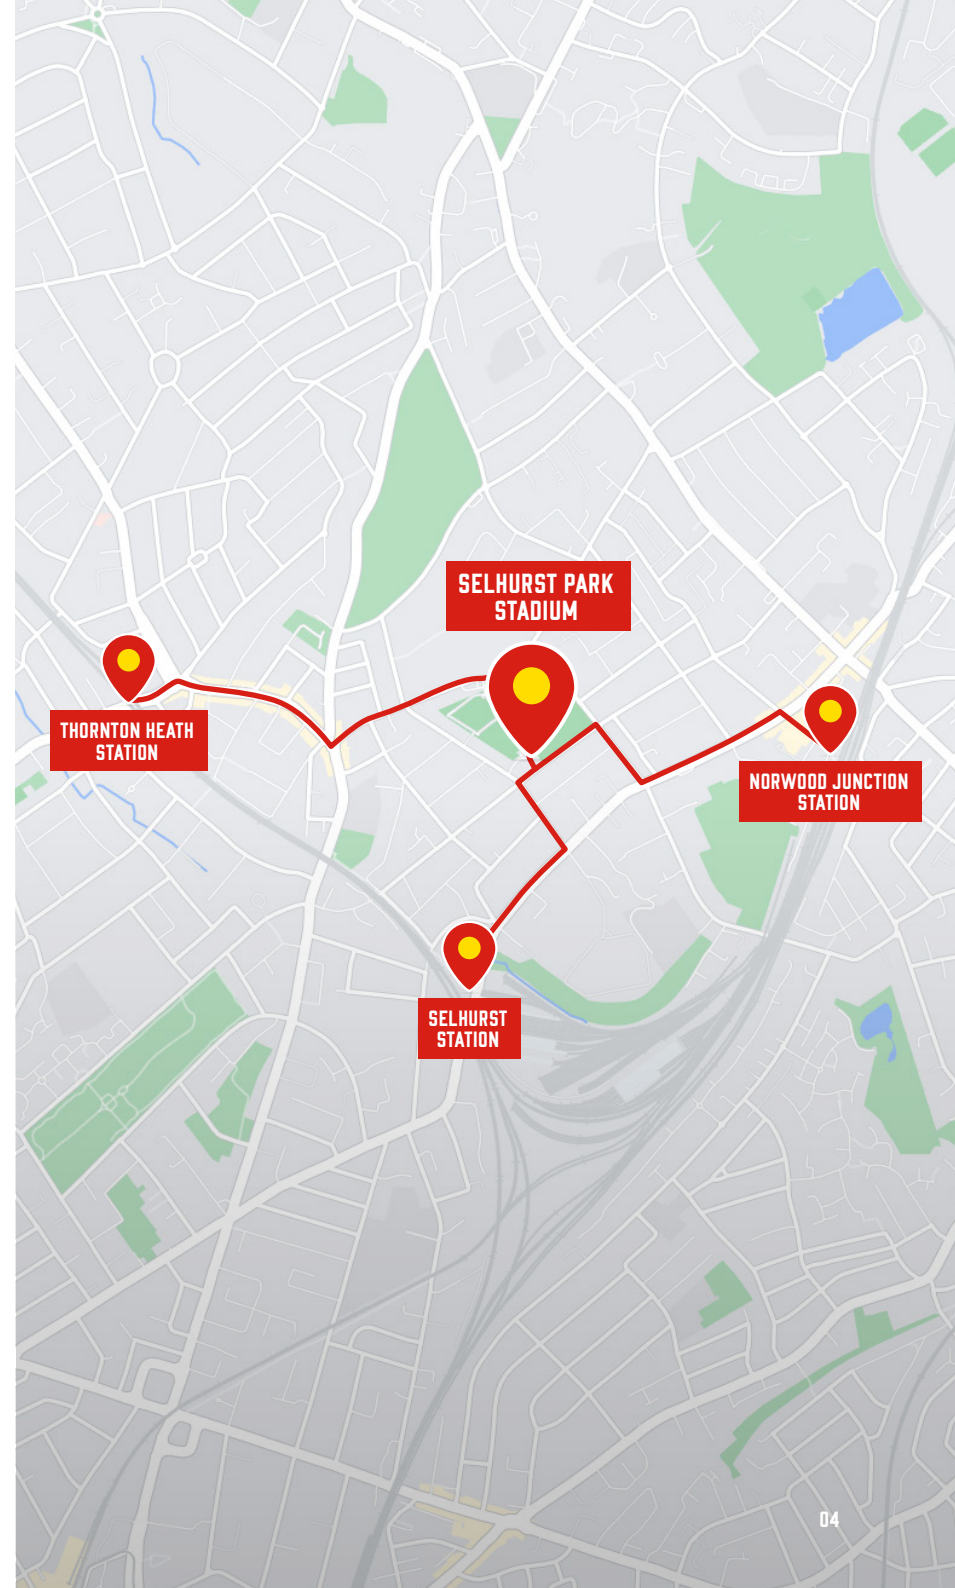 SELHURST PARK
STADIUM
THORNTON HEATH
STATION
NORWOOD JUNCTION
STATION
SELHURST
STATION
04